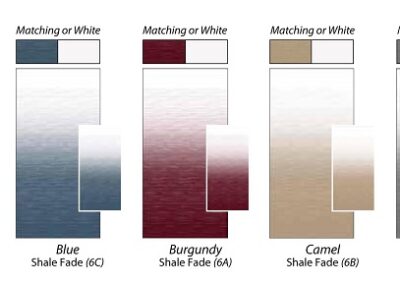 Matching or White
Matching or White
Matching or White
Blue
Shale Fade (6C)
Burgundy
Shale Fade (6A)
Camel
Shale Fade (6B)